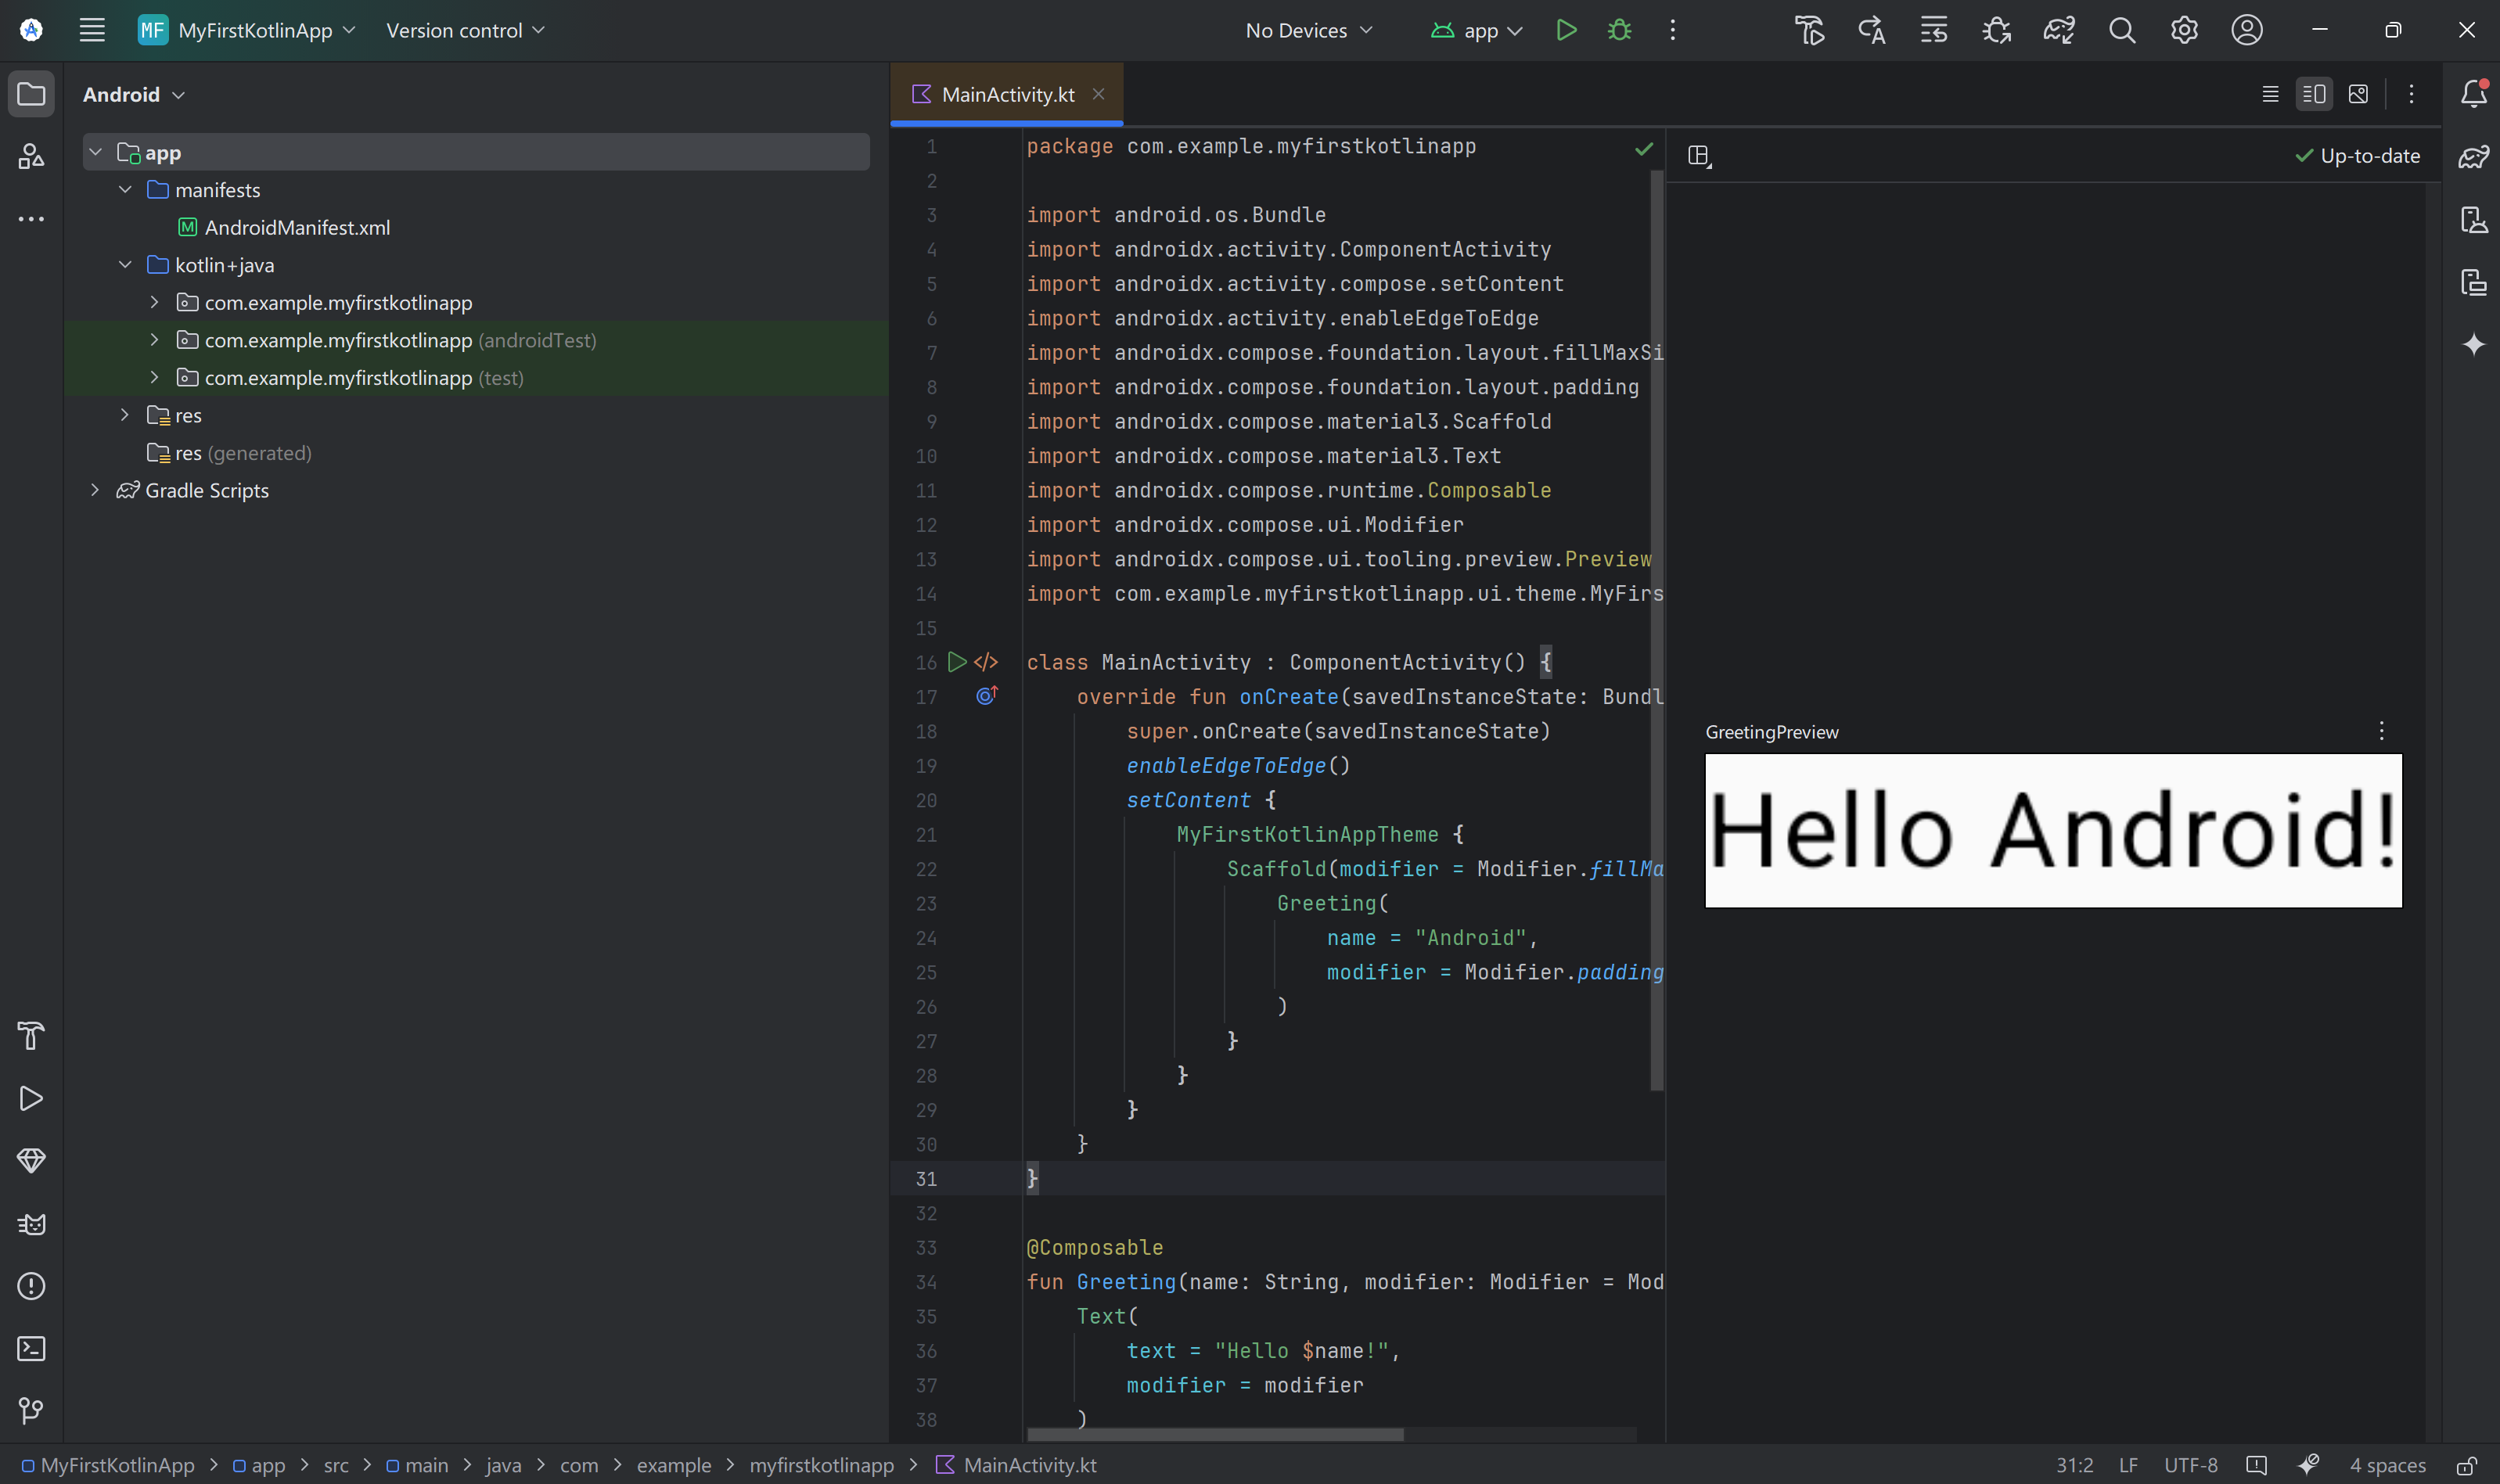 MF MyFirstKotlinApp Version control No Devices app
Android
app
manifests
AndroidManifest.xml
kotlin+java
com.example.myfirstkotlinapp
com.example.myfirstkotlinapp (androidTest)
com.example.myfirstkotlinapp (test)
res
res (generated)
Gradle Scripts
MainActivity.kt
1 package com.example.myfirstkotlinapp
2
3 import android.os.Bundle
4 import androidx.activity.ComponentActivity
5 import androidx.activity.compose.setContent
6 import androidx.activity.enableEdgeToEdge
7 import androidx.compose.foundation.layout.fillMaxSi
8 import androidx.compose.foundation.layout.padding
9 import androidx.compose.material3.Scaffold
10 import androidx.compose.material3.Text
11 import androidx.compose.runtime.Composable
12 import androidx.compose.ui.Modifier
13 import androidx.compose.ui.tooling.preview.Preview
14 import com.example.myfirstkotlinapp.ui.theme.MyFirs
15
16 class MainActivity : ComponentActivity() {
17 override fun onCreate(savedInstanceState: Bundl
18 super.onCreate(savedInstanceState)
19 enableEdgeToEdge()
20 setContent {
21 MyFirstKotlinAppTheme {
22 Scaffold(modifier = Modifier.fillMa
23 Greeting(
24 name = "Android",
25 modifier = Modifier.padding
26 )
27 }
28 }
29 }
30 }
31 }
32
33 @Composable
34 fun Greeting(name: String, modifier: Modifier = Mod
35 Text(
36 text = "Hello $name!",
37 modifier = modifier
38 )
Up-to-date
GreetingPreview
Hello Android!
MyFirstKotlinApp > app > src > main > java > com > example > myfirstkotlinapp > MainActivity.kt 31:2 LF UTF-8 4 spaces